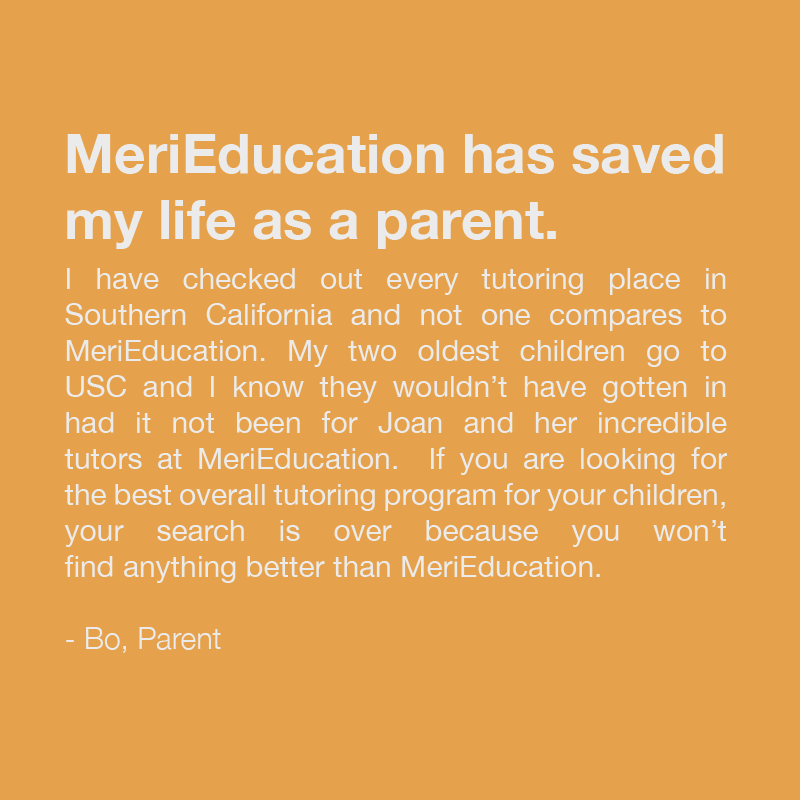 MeriEducation has saved
my life as a parent.
I have checked out every tutoring place in
Southern California and not one compares to
MeriEducation. My two oldest children go to
USC and I know they wouldn’t have gotten in
had it not been for Joan and her incredible
tutors at MeriEducation.  If you are looking for
the best overall tutoring program for your children,
your search is over because you won’t
find anything better than MeriEducation.
- Bo, Parent